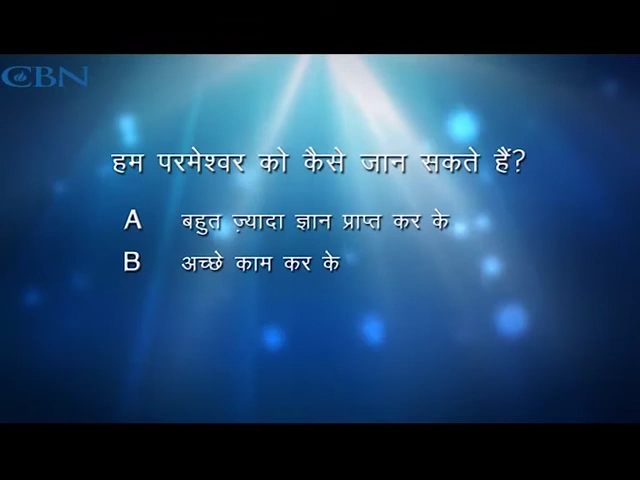 CBN
हम परमेश्वर को कैसे जान सकते हैं?
A बहुत ज़्यादा ज्ञान प्राप्त कर के
B अच्छे काम कर के